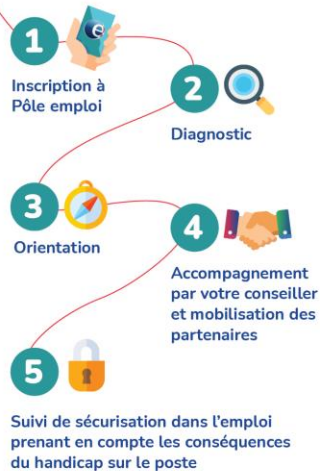 1
Inscription à
Pôle emploi
2
Diagnostic
3
Orientation
4
Accompagnement
par votre conseiller
et mobilisation des
partenaires
5
Suivi de sécurisation dans l'emploi
prenant en compte les conséquences
du handicap sur le poste